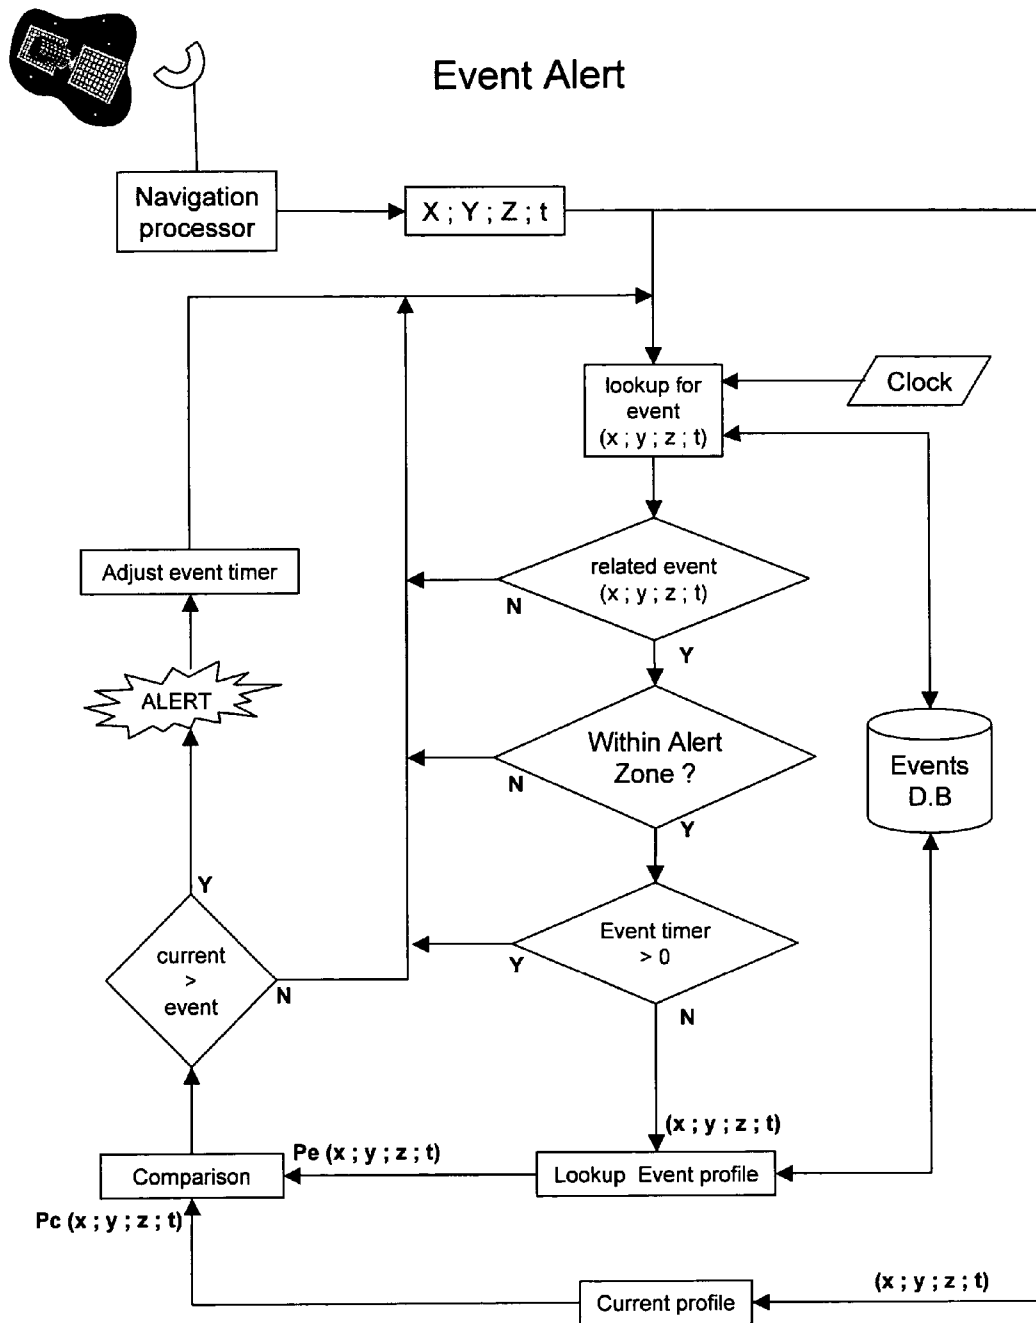 Event Alert
Navigation
processor
X ; Y ; Z ; t
lookup for
event
(x ; y ; z ; t)
Clock
Adjust event timer
related event
(x ; y ; z ; t)
N
Y
ALERT
Within Alert
Zone ?
N
Y
Events
D.B
Y
current
>
event
N
Event timer
> 0
Y
N
(x ; y ; z ; t)
Pe (x ; y ; z ; t)
Comparison
Lookup Event profile
Pc (x ; y ; z ; t)
(x ; y ; z ; t)
Current profile